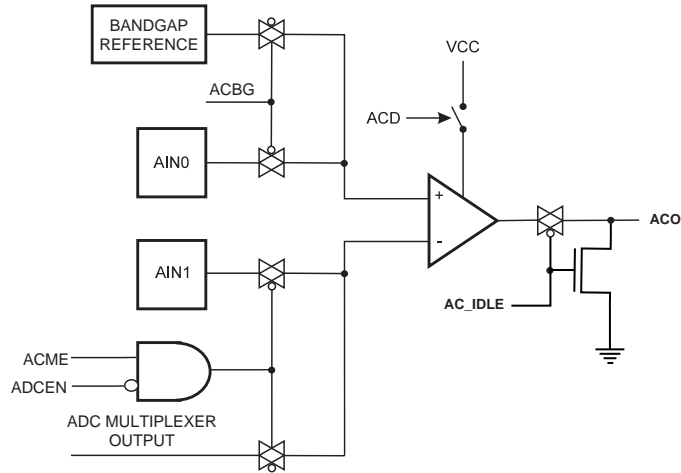 BANDGAP
REFERENCE
VCC
ACBG
ACD
AIN0
+
-
ACO
AIN1
AC_IDLE
ACME
ADCEN
ADC MULTIPLEXER
OUTPUT